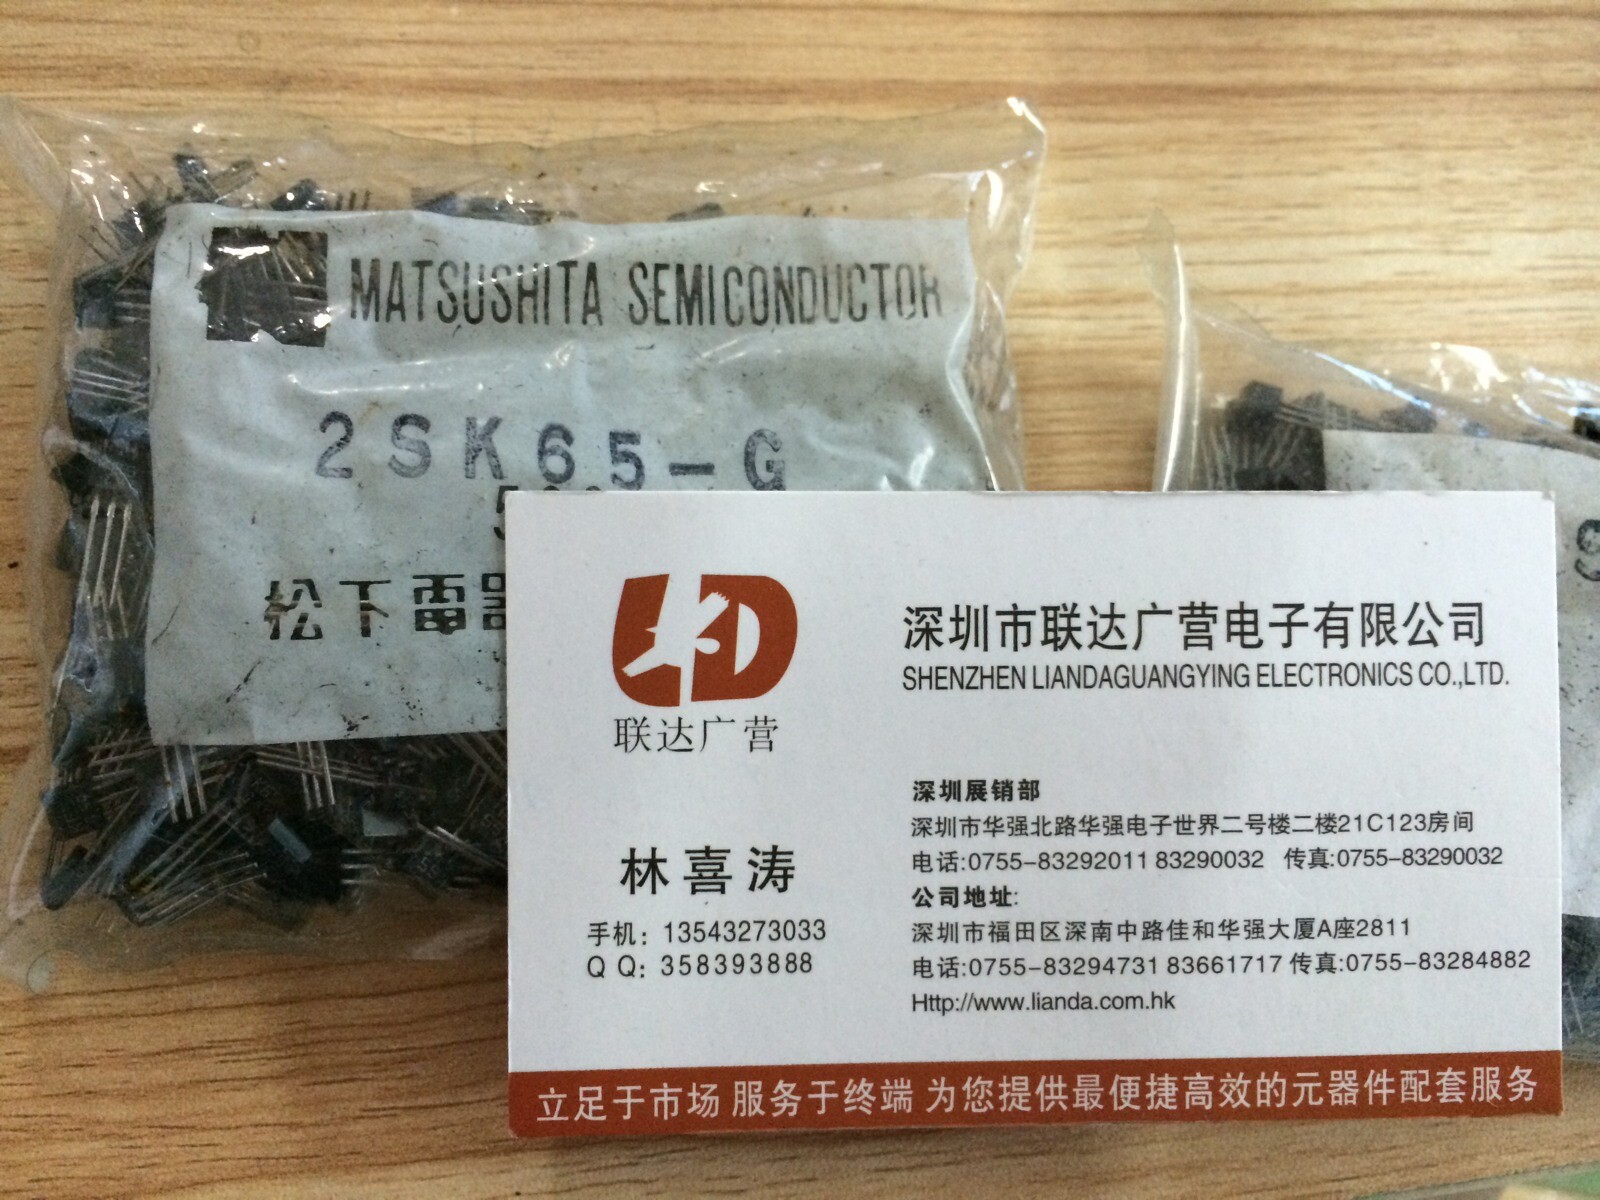 MATSUSHITA SEMICONDUCTOR
2SK65-G
松下電器
LD
联达广营
深圳市联达广营电子有限公司
SHENZHEN LIANDAGUANGYING ELECTRONICS CO.,LTD.
林喜涛
手机：13543273033
Q Q：358393888
深圳展销部
深圳市华强北路华强电子世界二号楼二楼21C123房间
电话:0755-83292011 83290032 传真:0755-83290032
公司地址:
深圳市福田区深南中路佳和华强大厦A座2811
电话:0755-83294731 83661717 传真:0755-83284882
Http://www.lianda.com.hk
立足于市场 服务于终端 为您提供最便捷高效的元器件配套服务